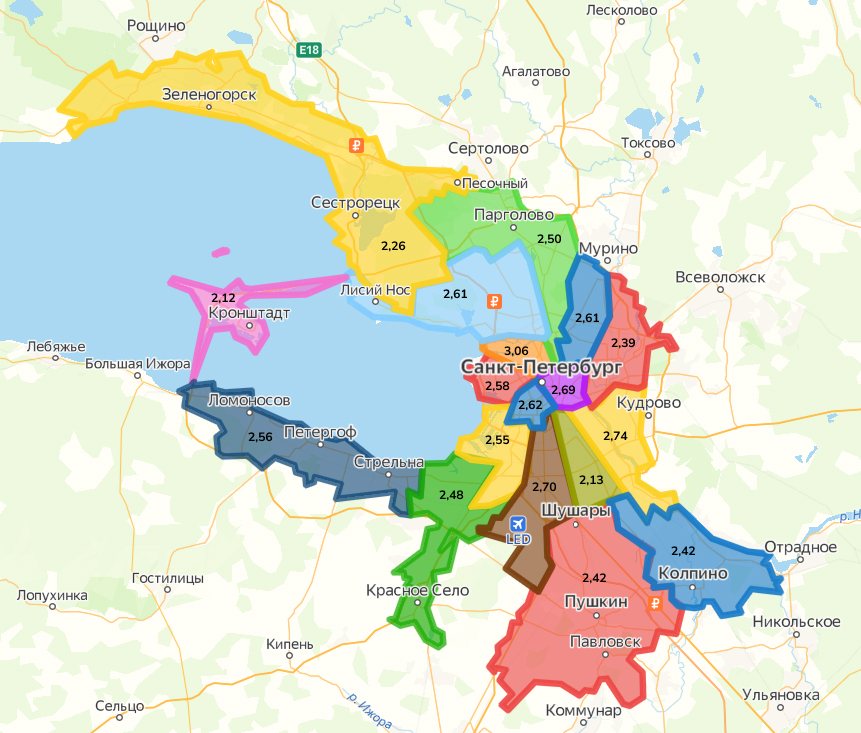 Лесколово
Рощино
E18
Агалатово
Зеленогорск
₽
Токсово
Сертолово
Песочный
Сестрорецк
Парголово
2,50
2,26
Мурино
Всеволожск
Лисий Нос
2,61
₽
2,12
Кронштадт
2,61
2,39
Лебяжье
3,06
Большая Ижора
Санкт-Петербург
2,58
2,69
Ломоносов
2,62
Кудрово
Петергоф
2,56
2,55
2,74
Стрельна
2,13
2,70
2,48
Шушары
р. Н
LED
Отрадное
2,42
Колпино
Гостилицы
2,42
Красное Село
Лопухинка
Пушкин
₽
Никольское
Павловск
Кипень
Ульяновка
р. Ижора
Сельцо
Коммунар